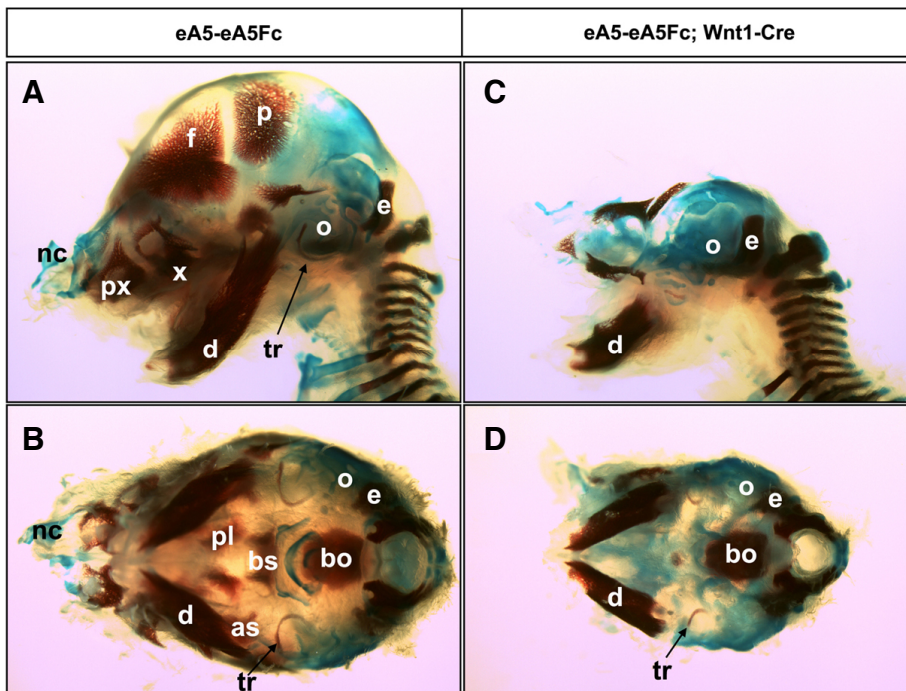 eA5-eA5Fc
eA5-eA5Fc; Wnt1-Cre
A
f
p
e
o
nc
px
x
d
tr
C
o
e
d
B
o
e
nc
pl
bs
bo
d
as
tr
D
o
e
bo
d
tr